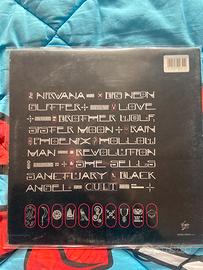 NIRVANA BIG NEON
GLITTER LOVE
BROTHER WOLF
SISTER MOON RAIN
PHOENIX HOLLOW
MAN REVOLUTION
SHE SELLS
SANCTUARY BLACK
ANGEL CULT
Virgin